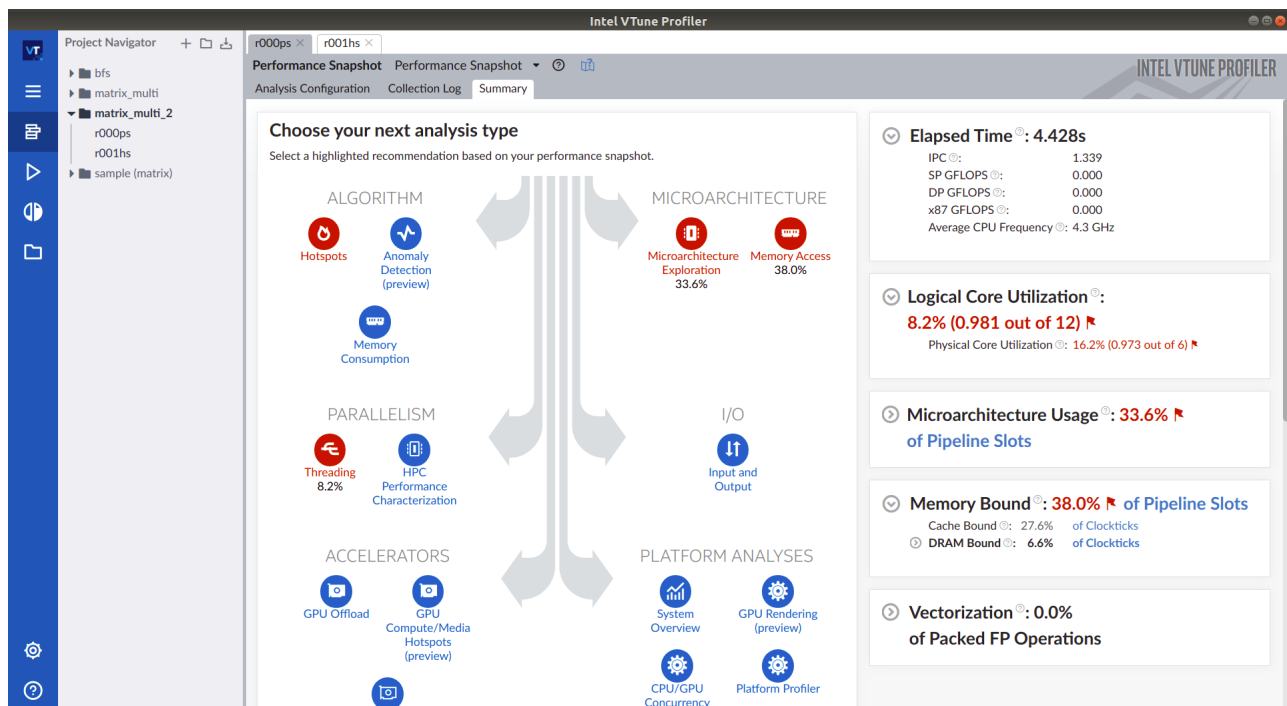 Intel VTune Profiler
VT
Project Navigator
bfs
matrix_multi
matrix_multi_2
r000ps
r001hs
sample (matrix)
r000ps × r001hs ×
Performance Snapshot Performance Snapshot
INTEL VTUNE PROFILER
Analysis Configuration Collection Log Summary
Choose your next analysis type
Select a highlighted recommendation based on your performance snapshot.
ALGORITHM
Hotspots
Anomaly
Detection
(preview)
Memory
Consumption
MICROARCHITECTURE
Microarchitecture
Exploration
33.6%
Memory Access
38.0%
PARALLELISM
Threading
8.2%
HPC
Performance
Characterization
I/O
Input and
Output
ACCELERATORS
GPU Offload
GPU
Compute/Media
Hotspots
(preview)
PLATFORM ANALYSES
System
Overview
GPU Rendering
(preview)
CPU/GPU
Concurrency
Platform Profiler
Elapsed Time ?: 4.428s
IPC ?: 1.339
SP GFLOPS ?: 0.000
DP GFLOPS ?: 0.000
x87 GFLOPS ?: 0.000
Average CPU Frequency ?: 4.3 GHz
Logical Core Utilization ?:
8.2% (0.981 out of 12)
Physical Core Utilization ?: 16.2% (0.973 out of 6)
Microarchitecture Usage ?: 33.6%
of Pipeline Slots
Memory Bound ?: 38.0% of Pipeline Slots
Cache Bound ?: 27.6% of Clockticks
DRAM Bound ?: 6.6% of Clockticks
Vectorization ?: 0.0%
of Packed FP Operations